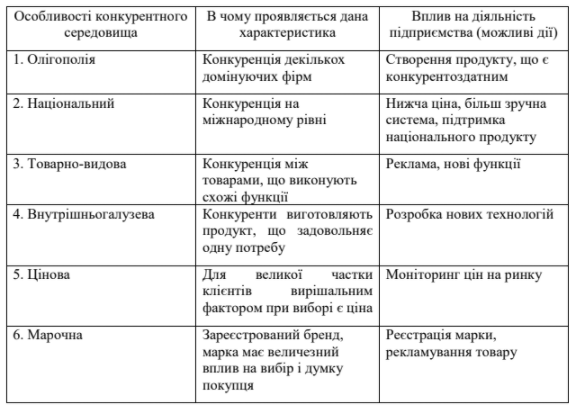 Особливості конкурентного
середовища
В чому проявляється дана
характеристика
Вплив на діяльність
підприємства (можливі дії)
1. Олігополія
Конкуренція декількох
домінуючих фірм
Створення продукту, що є
конкурентоздатним
2. Національний
Конкуренція на
міжнародному рівні
Нижча ціна, більш зручна
система, підтримка
національного продукту
3. Товарно-видова
Конкуренція між
товарами, що виконують
схожі функції
Реклама, нові функції
4. Внутрішньогалузева
Конкуренти виготовляють
продукт, що задовольняє
одну потребу
Розробка нових технологій
5. Цінова
Для великої частки
клієнтів вирішальним
фактором при виборі є ціна
Моніторинг цін на ринку
6. Марочна
Зареєстрований бренд,
марка має величезний
вплив на вибір і думку
покупця
Реєстрація марки,
рекламування товару